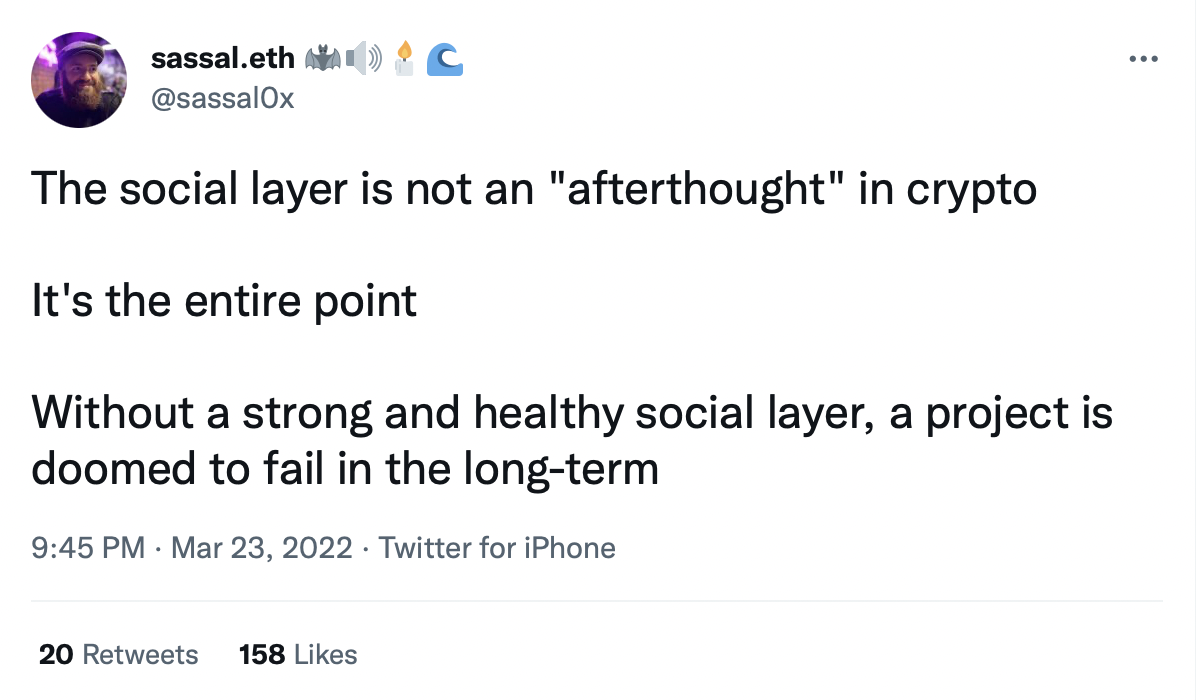 sassal.eth 🦇🔊🕯️🌊
@sassal0x
The social layer is not an "afterthought" in crypto
It's the entire point
Without a strong and healthy social layer, a project is
doomed to fail in the long-term
9:45 PM · Mar 23, 2022 · Twitter for iPhone
20 Retweets 158 Likes